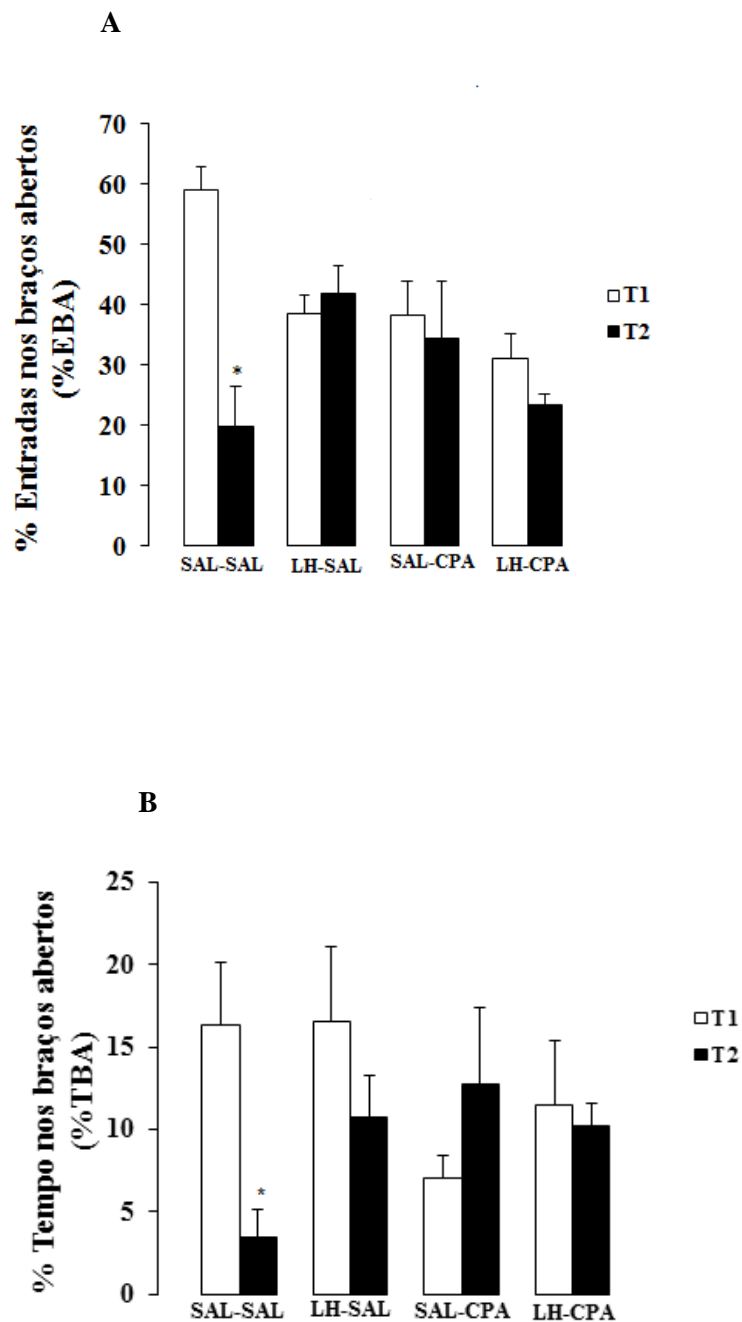 A
% Entradas nos braços abertos
(%EBA)
70
60
50
40
30
20
10
0
*
SAL-SAL
LH-SAL
SAL-CPA
LH-CPA
T1
T2
B
% Tempo nos braços abertos
(%TBA)
25
20
15
10
5
0
*
SAL-SAL
LH-SAL
SAL-CPA
LH-CPA
T1
T2